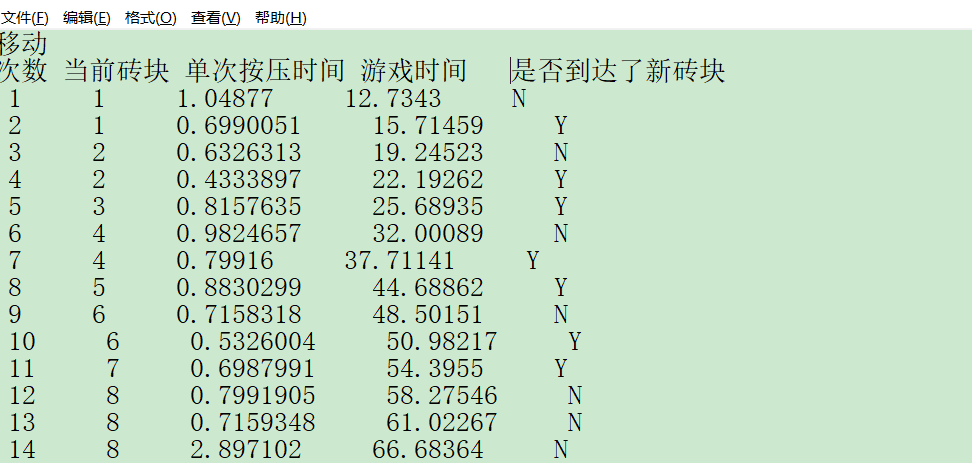 文件(F) 编辑(E) 格式(O) 查看(V) 帮助(H)
移动
次数 当前砖块 单次按压时间 游戏时间 是否到达了新砖块
1 1 1.04877 12.7343 N
2 1 0.6990051 15.71459 Y
3 2 0.6326313 19.24523 N
4 2 0.4333897 22.19262 Y
5 3 0.8157635 25.68935 Y
6 4 0.9824657 32.00089 N
7 4 0.79916 37.71141 Y
8 5 0.8830299 44.68862 Y
9 6 0.7158318 48.50151 N
10 6 0.5326004 50.98217 Y
11 7 0.6987991 54.3955 Y
12 8 0.7991905 58.27546 N
13 8 0.7159348 61.02267 N
14 8 2.897102 66.68364 N